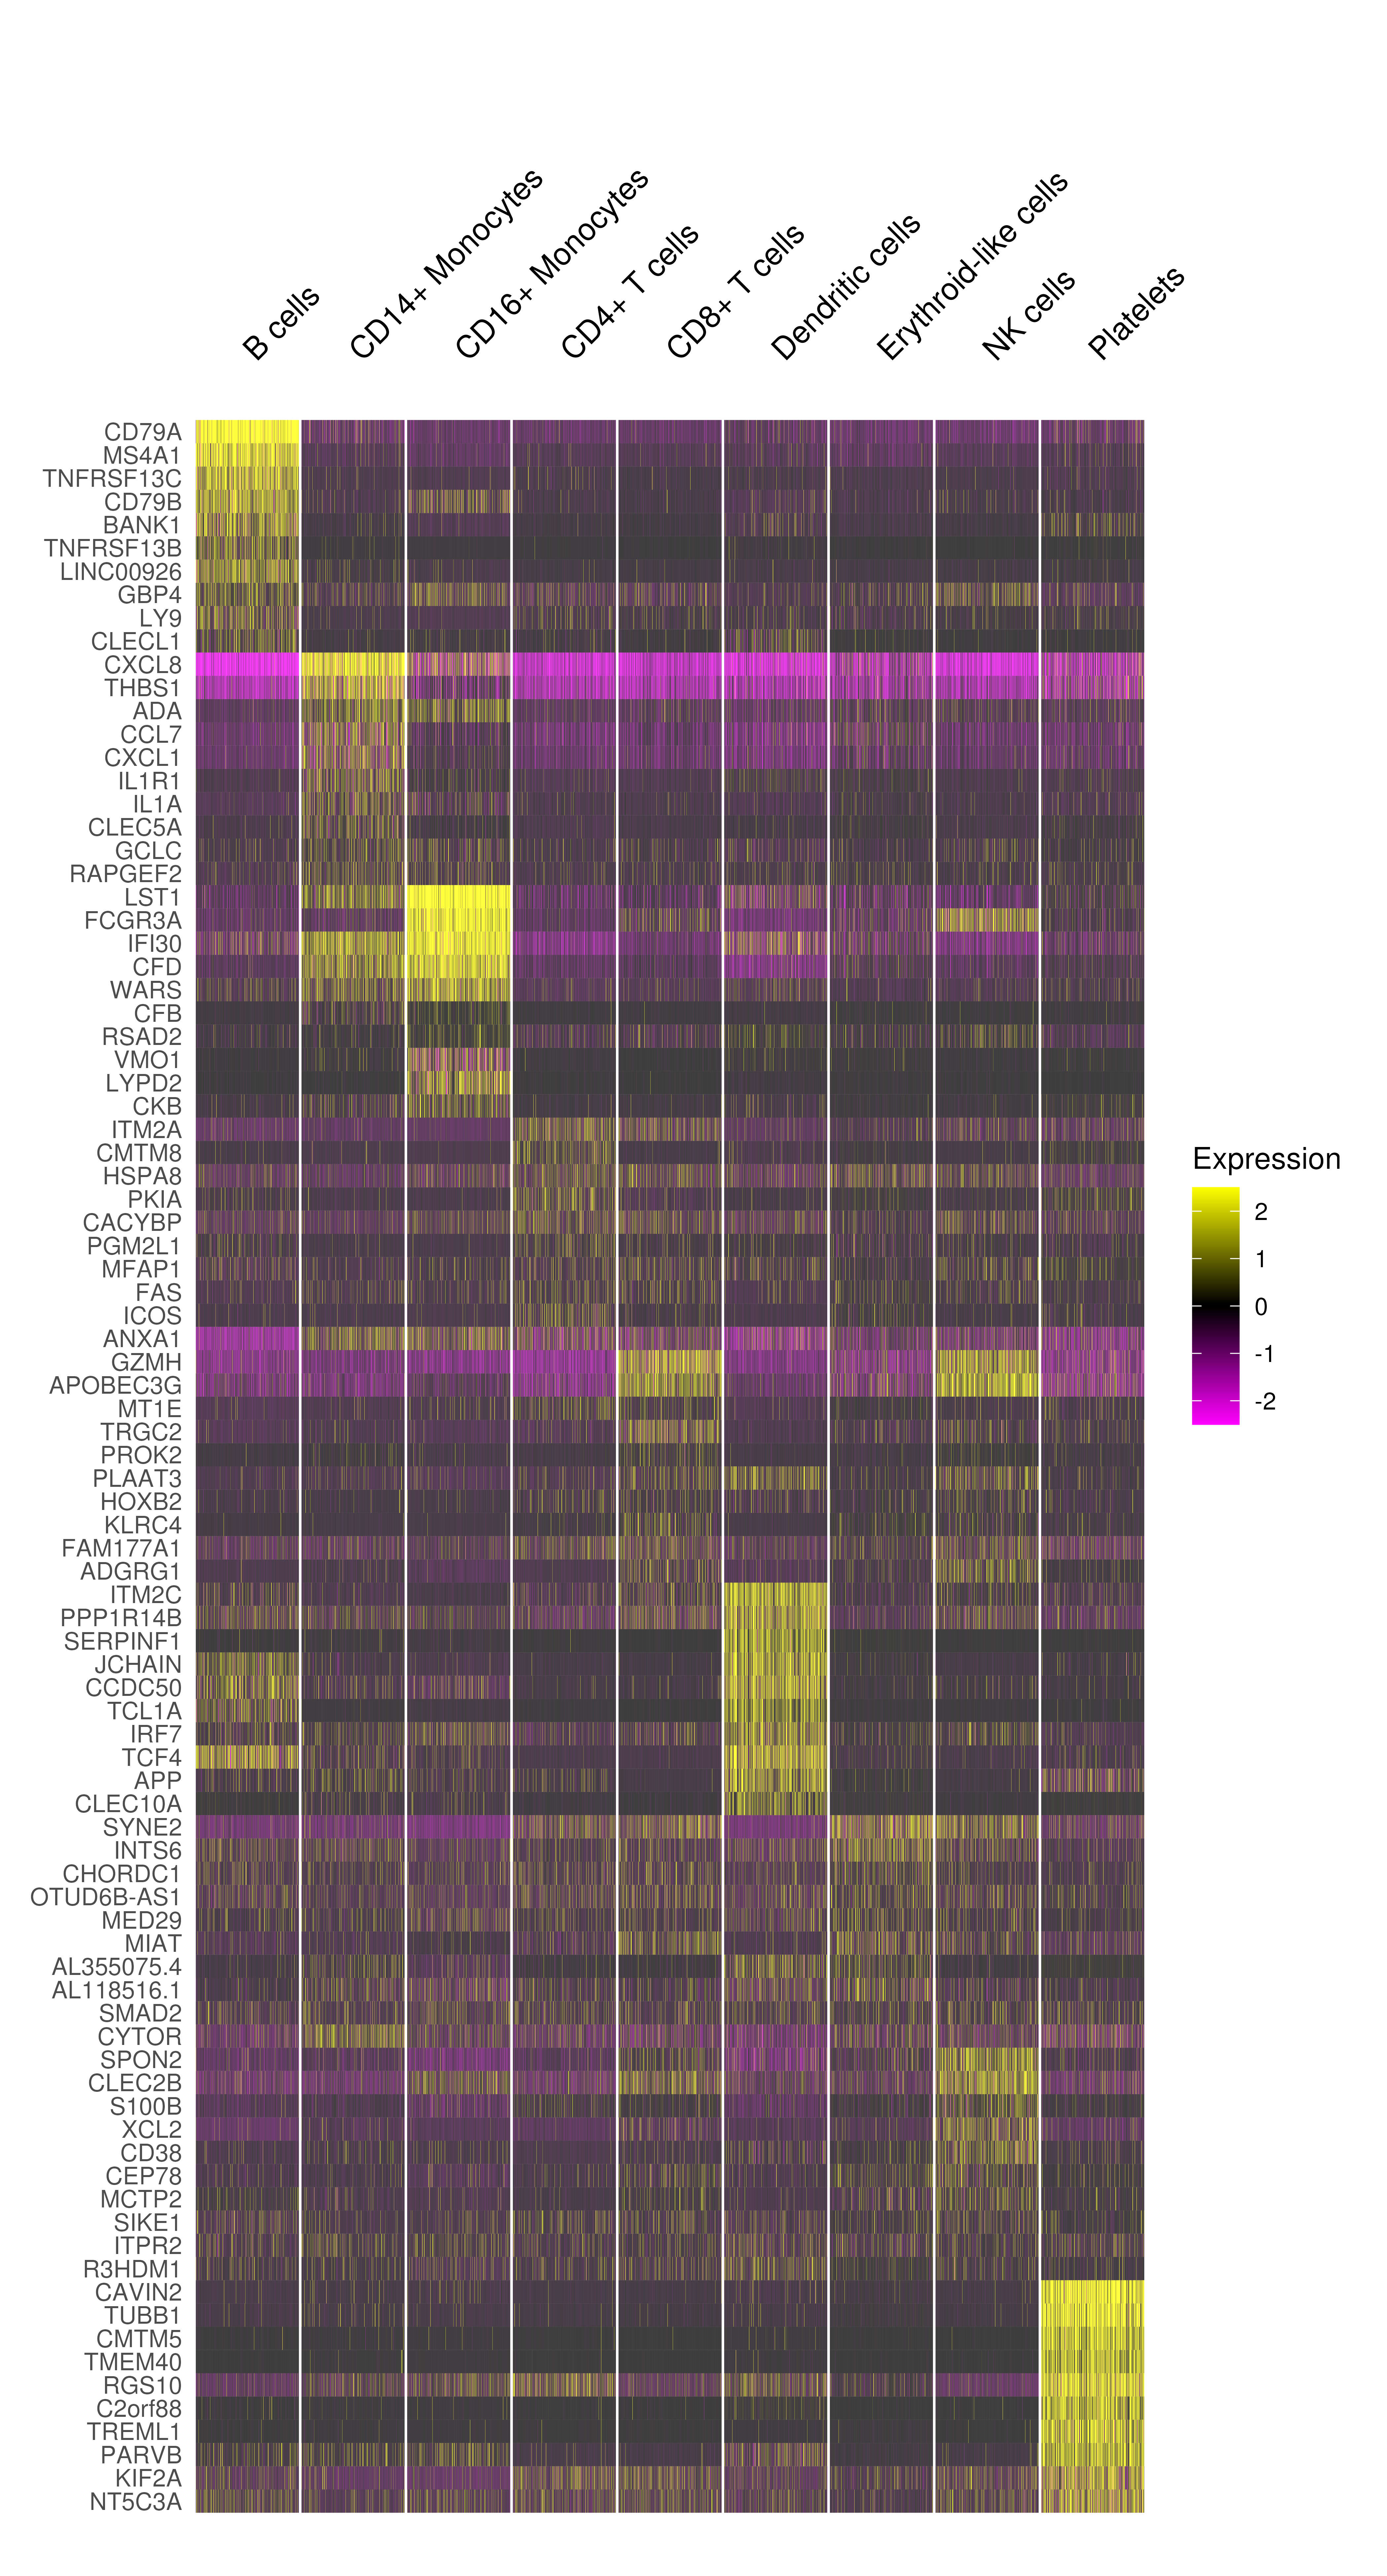 B cells
CD14+ Monocytes
CD16+ Monocytes
CD4+ T cells
CD8+ T cells
Dendritic cells
Erythroid-like cells
NK cells
Platelets
CD79A
MS4A1
TNFRSF13C
CD79B
BANK1
TNFRSF13B
LINC00926
GBP4
LY9
CLECL1
CXCL8
THBS1
ADA
CCL7
CXCL1
IL1R1
IL1A
CLEC5A
GCLC
RAPGEF2
LST1
FCGR3A
IFI30
CFD
WARS
CFB
RSAD2
VMO1
LYPD2
CKB
ITM2A
CMTM8
HSPA8
PKIA
CACYBP
PGM2L1
MFAP1
FAS
ICOS
ANXA1
GZMH
APOBEC3G
MT1E
TRGC2
PROK2
PLAAT3
HOXB2
KLRC4
FAM177A1
ADGRG1
ITM2C
PPP1R14B
SERPINF1
JCHAIN
CCDC50
TCL1A
IRF7
TCF4
APP
CLEC10A
SYNE2
INTS6
CHORDC1
OTUD6B-AS1
MED29
MIAT
AL355075.4
AL118516.1
SMAD2
CYTOR
SPON2
CLEC2B
S100B
XCL2
CD38
CEP78
MCTP2
SIKE1
ITPR2
R3HDM1
CAVIN2
TUBB1
CMTM5
TMEM40
RGS10
C2orf88
TREML1
PARVB
KIF2A
NT5C3A
Expression
2
1
0
-1
-2